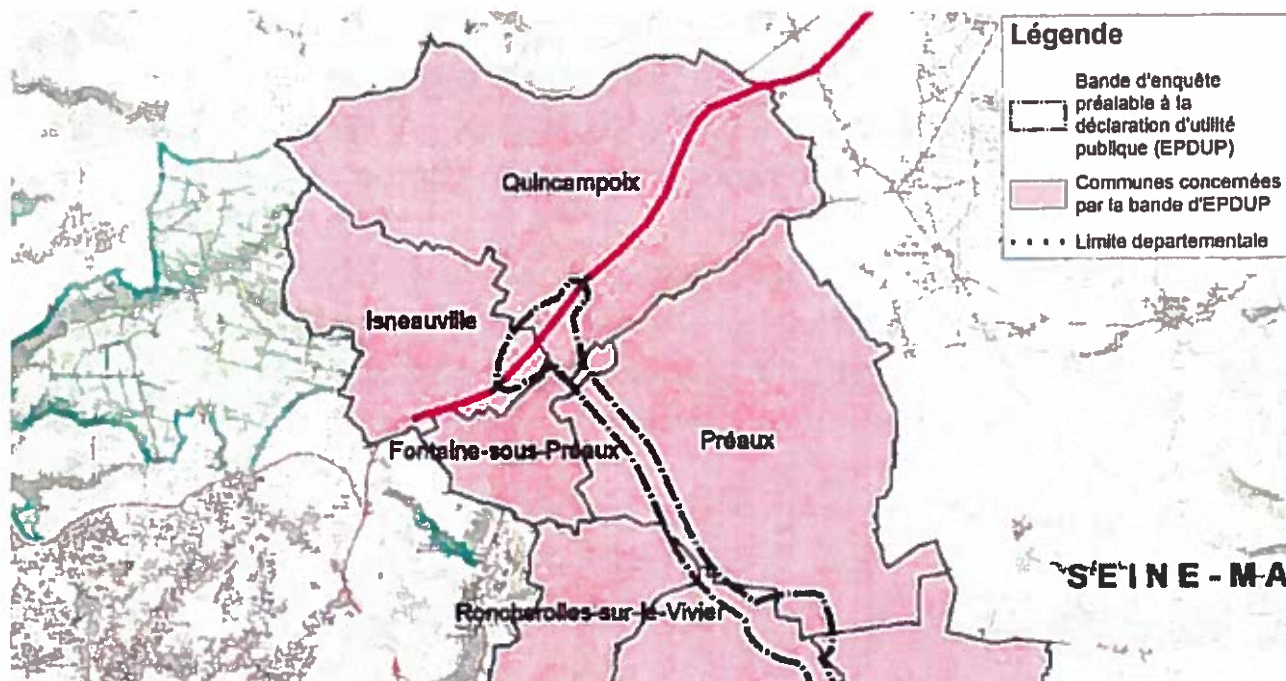 Légende
Bande d'enquête
préalable à la
déclaration d'utilité
publique (EPDUP)
Communes concernées
par la bande d'EPDUP
Limite departementale
Quincampoix
Isneauville
Fontaine-sous-Préaux
Préaux
SEINE-MA
Roncherolles-sur-le-Vivier